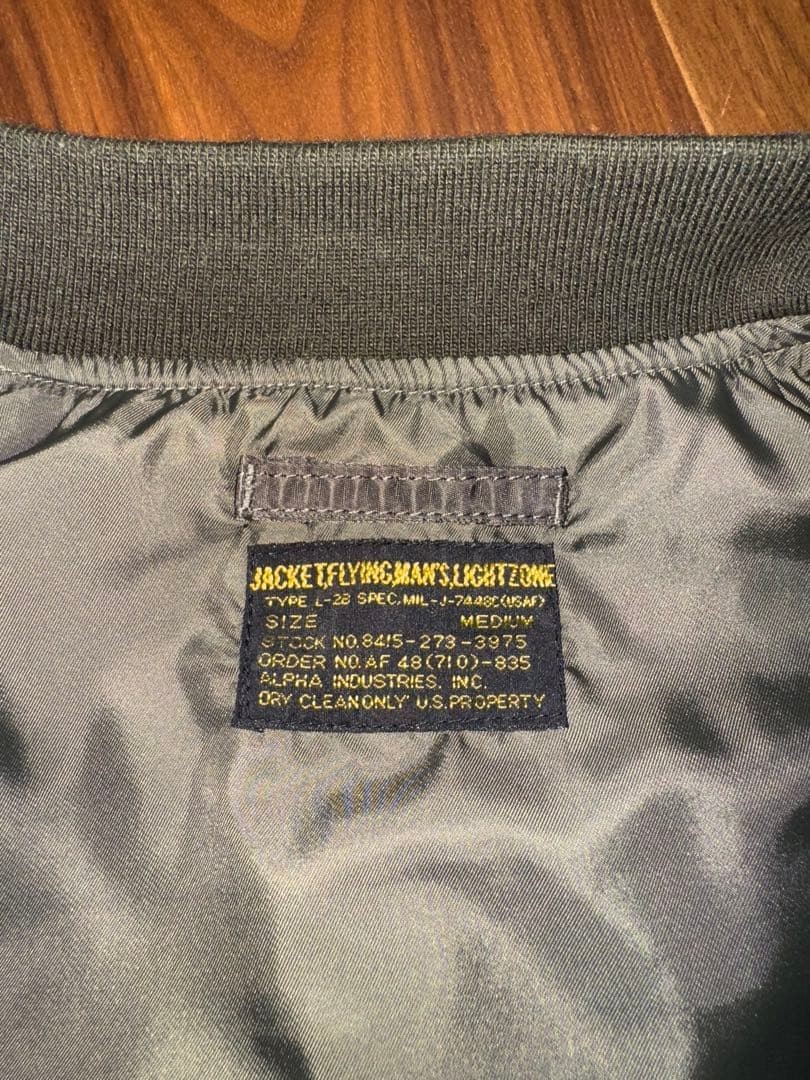 JACKET,FLYING,MAN'S,LIGHT ZONE
TYPE L-2B SPEC. MIL-J-7448C(USAF)
SIZE MEDIUM
STOCK NO. 8415-273-3975
ORDER NO. AF 48(710)-835
ALPHA INDUSTRIES, INC.
DRY CLEAN ONLY U.S. PROPERTY